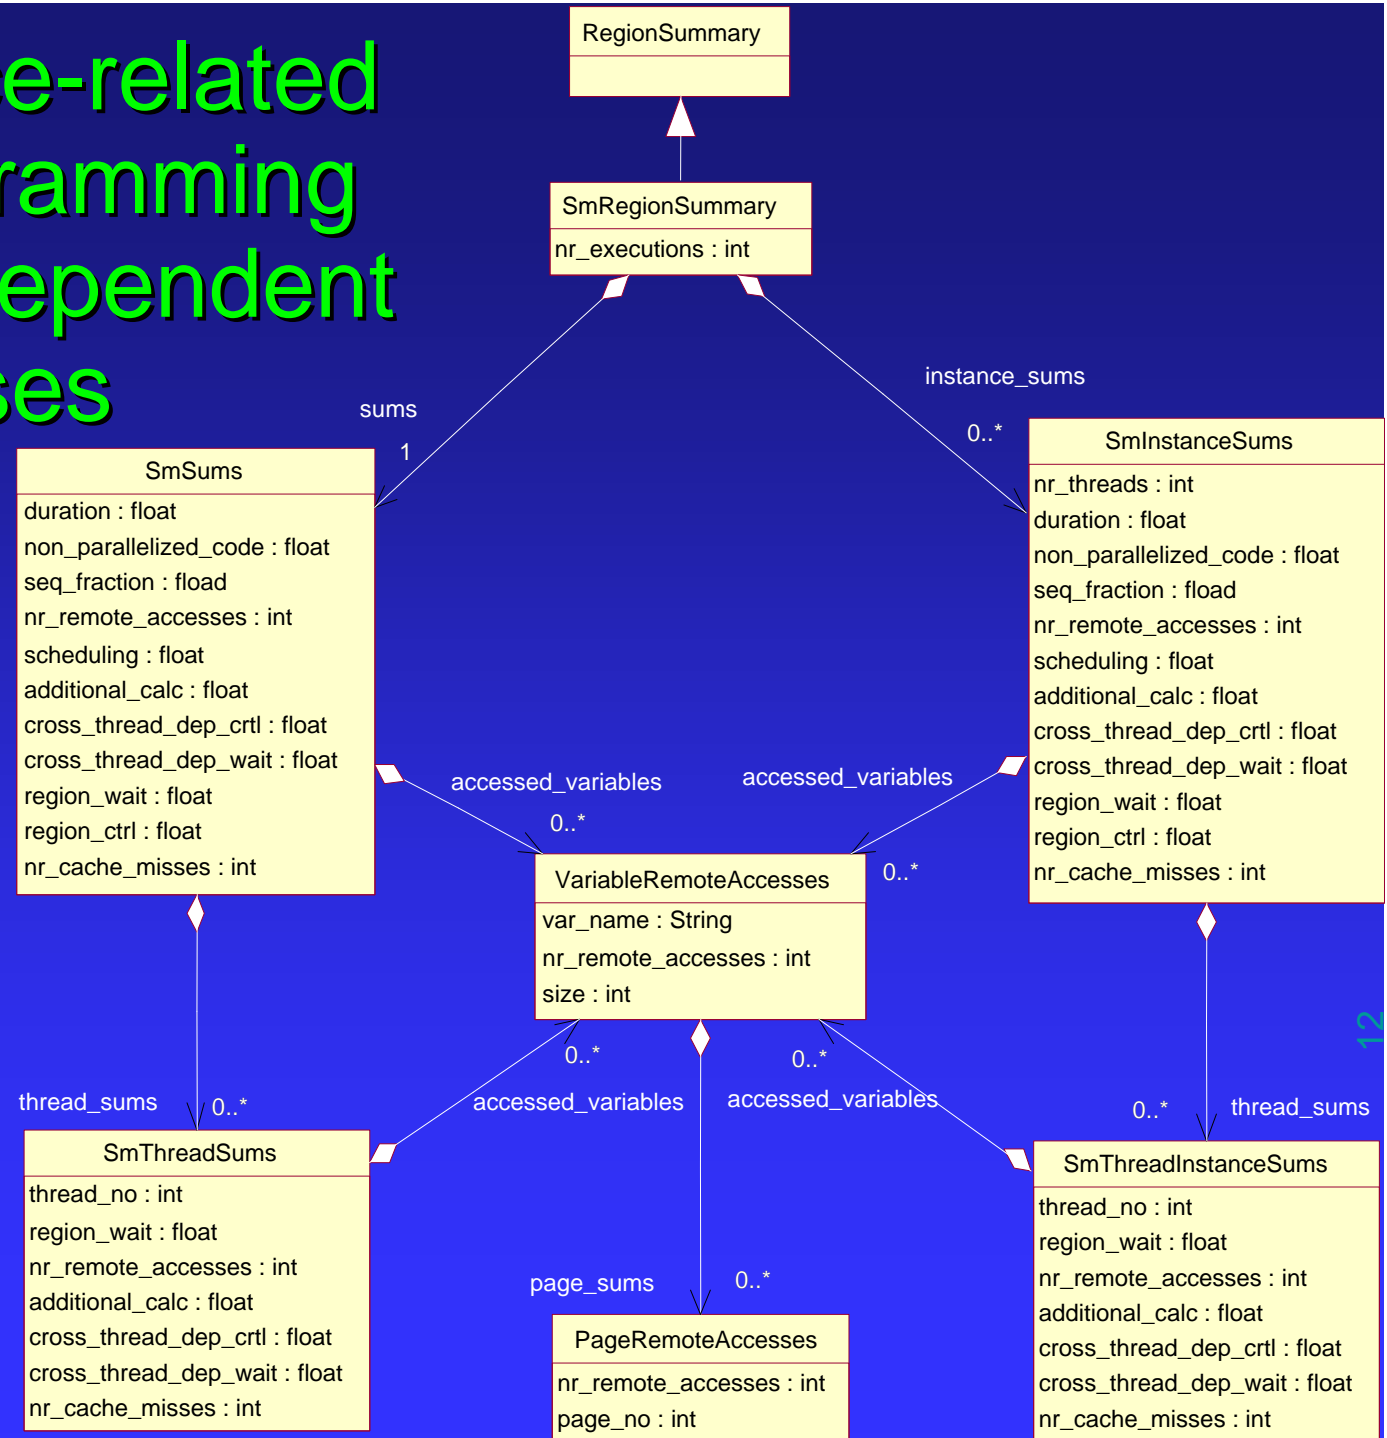 ce-related
ramming
ependent
ses
RegionSummary
SmRegionSummary
nr_executions : int
sums
1
instance_sums
0..*
SmSums
duration : float
non_parallelized_code : float
seq_fraction : fload
nr_remote_accesses : int
scheduling : float
additional_calc : float
cross_thread_dep_crtl : float
cross_thread_dep_wait : float
region_wait : float
region_ctrl : float
nr_cache_misses : int
SmInstanceSums
nr_threads : int
duration : float
non_parallelized_code : float
seq_fraction : fload
nr_remote_accesses : int
scheduling : float
additional_calc : float
cross_thread_dep_crtl : float
cross_thread_dep_wait : float
region_wait : float
region_ctrl : float
nr_cache_misses : int
accessed_variables
0..*
accessed_variables
0..*
VariableRemoteAccesses
var_name : String
nr_remote_accesses : int
size : int
0..*
accessed_variables
0..*
accessed_variables
12
thread_sums
0..*
0..*
thread_sums
SmThreadSums
thread_no : int
region_wait : float
nr_remote_accesses : int
additional_calc : float
cross_thread_dep_crtl : float
cross_thread_dep_wait : float
nr_cache_misses : int
page_sums
0..*
PageRemoteAccesses
nr_remote_accesses : int
page_no : int
SmThreadInstanceSums
thread_no : int
region_wait : float
nr_remote_accesses : int
additional_calc : float
cross_thread_dep_crtl : float
cross_thread_dep_wait : float
nr_cache_misses : int